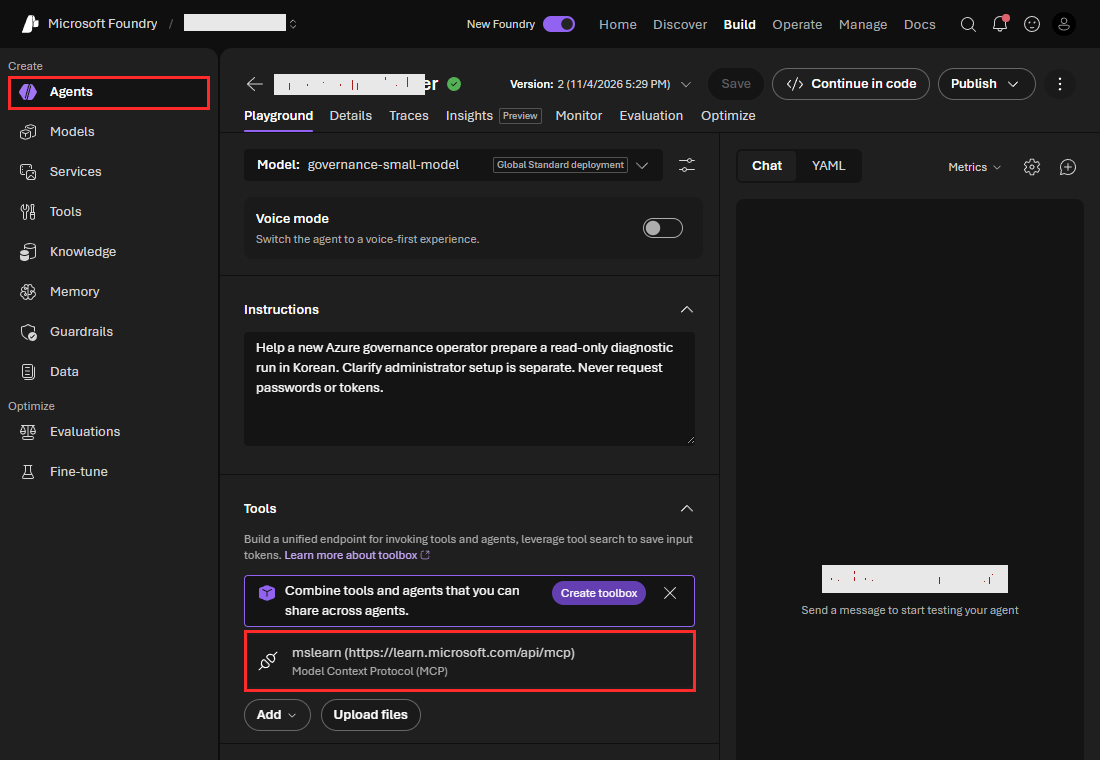 Microsoft Foundry /
New Foundry
Home Discover Build Operate Manage Docs
Create
Agents
Models
Services
Tools
Knowledge
Memory
Guardrails
Data
Optimize
Evaluations
Fine-tune
Version: 2 (11/4/2026 5:29 PM)
Save
Continue in code
Publish
Playground Details Traces Insights Preview Monitor Evaluation Optimize
Model: governance-small-model Global Standard deployment
Voice mode
Switch the agent to a voice-first experience.
Instructions
Help a new Azure governance operator prepare a read-only diagnostic
run in Korean. Clarify administrator setup is separate. Never request
passwords or tokens.
Tools
Build a unified endpoint for invoking tools and agents, leverage tool search to save input
tokens. Learn more about toolbox
Combine tools and agents that you can
share across agents.
Create toolbox
mslearn (https://learn.microsoft.com/api/mcp)
Model Context Protocol (MCP)
Add
Upload files
Chat YAML
Metrics
Send a message to start testing your agent